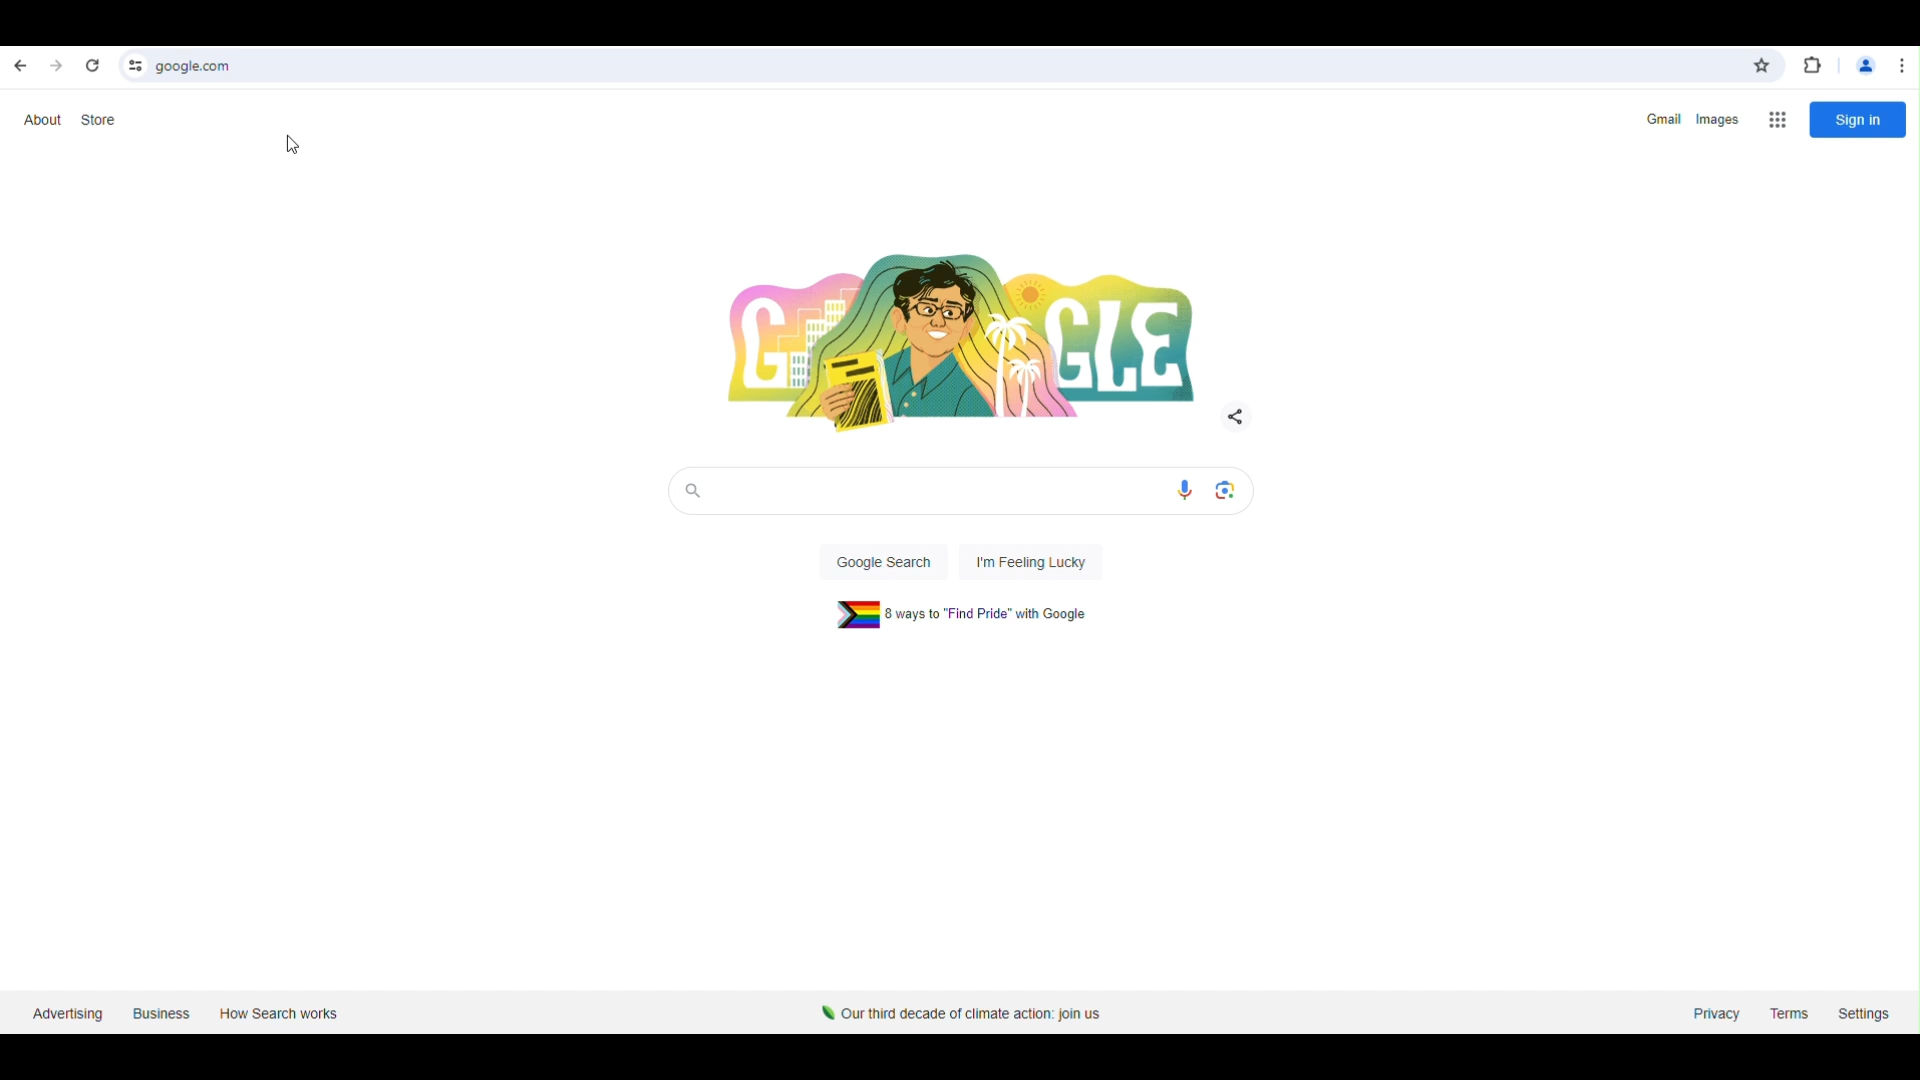 google.com
About Store
Gmail Images Sign in
GOOGLE
Google Search I'm Feeling Lucky
8 ways to "Find Pride" with Google
Advertising Business How Search works
Our third decade of climate action: join us
Privacy Terms Settings